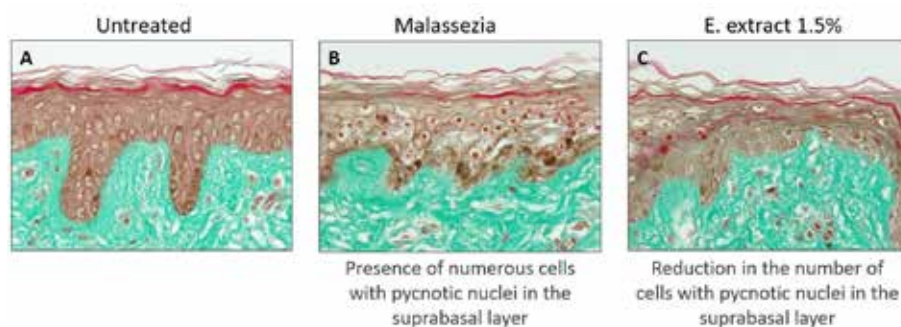 Untreated
Malassezia
E. extract 1.5%
A
B
C
Presence of numerous cells
with pycnotic nuclei in the
suprabasal layer
Reduction in the number of
cells with pycnotic nuclei in the
suprabasal layer